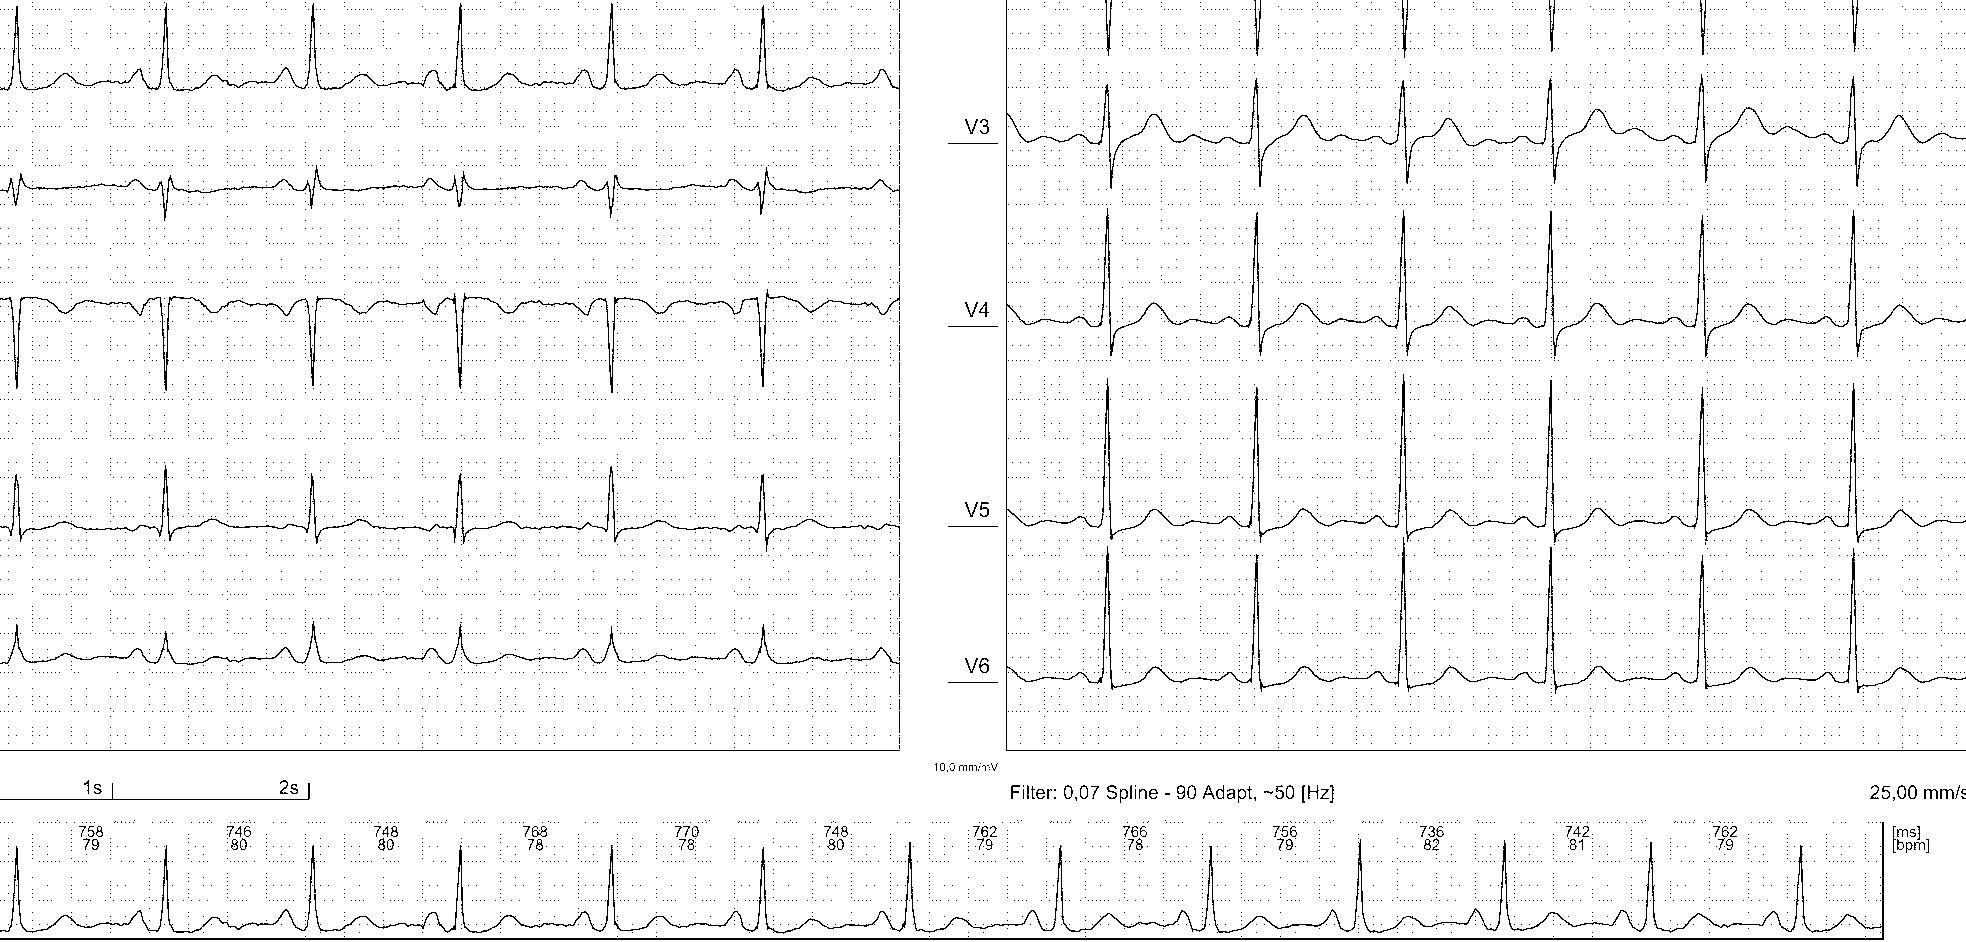 V3
V4
V5
V6
10,0 mm/mV
1s 2s Filter: 0,07 Spline - 90 Adapt, ~50 [Hz] 25,00 mm/s
758 746 748 768 770 748 762 766 756 736 742 762 [ms]
79 80 80 78 78 80 79 78 79 82 81 79 [bpm]